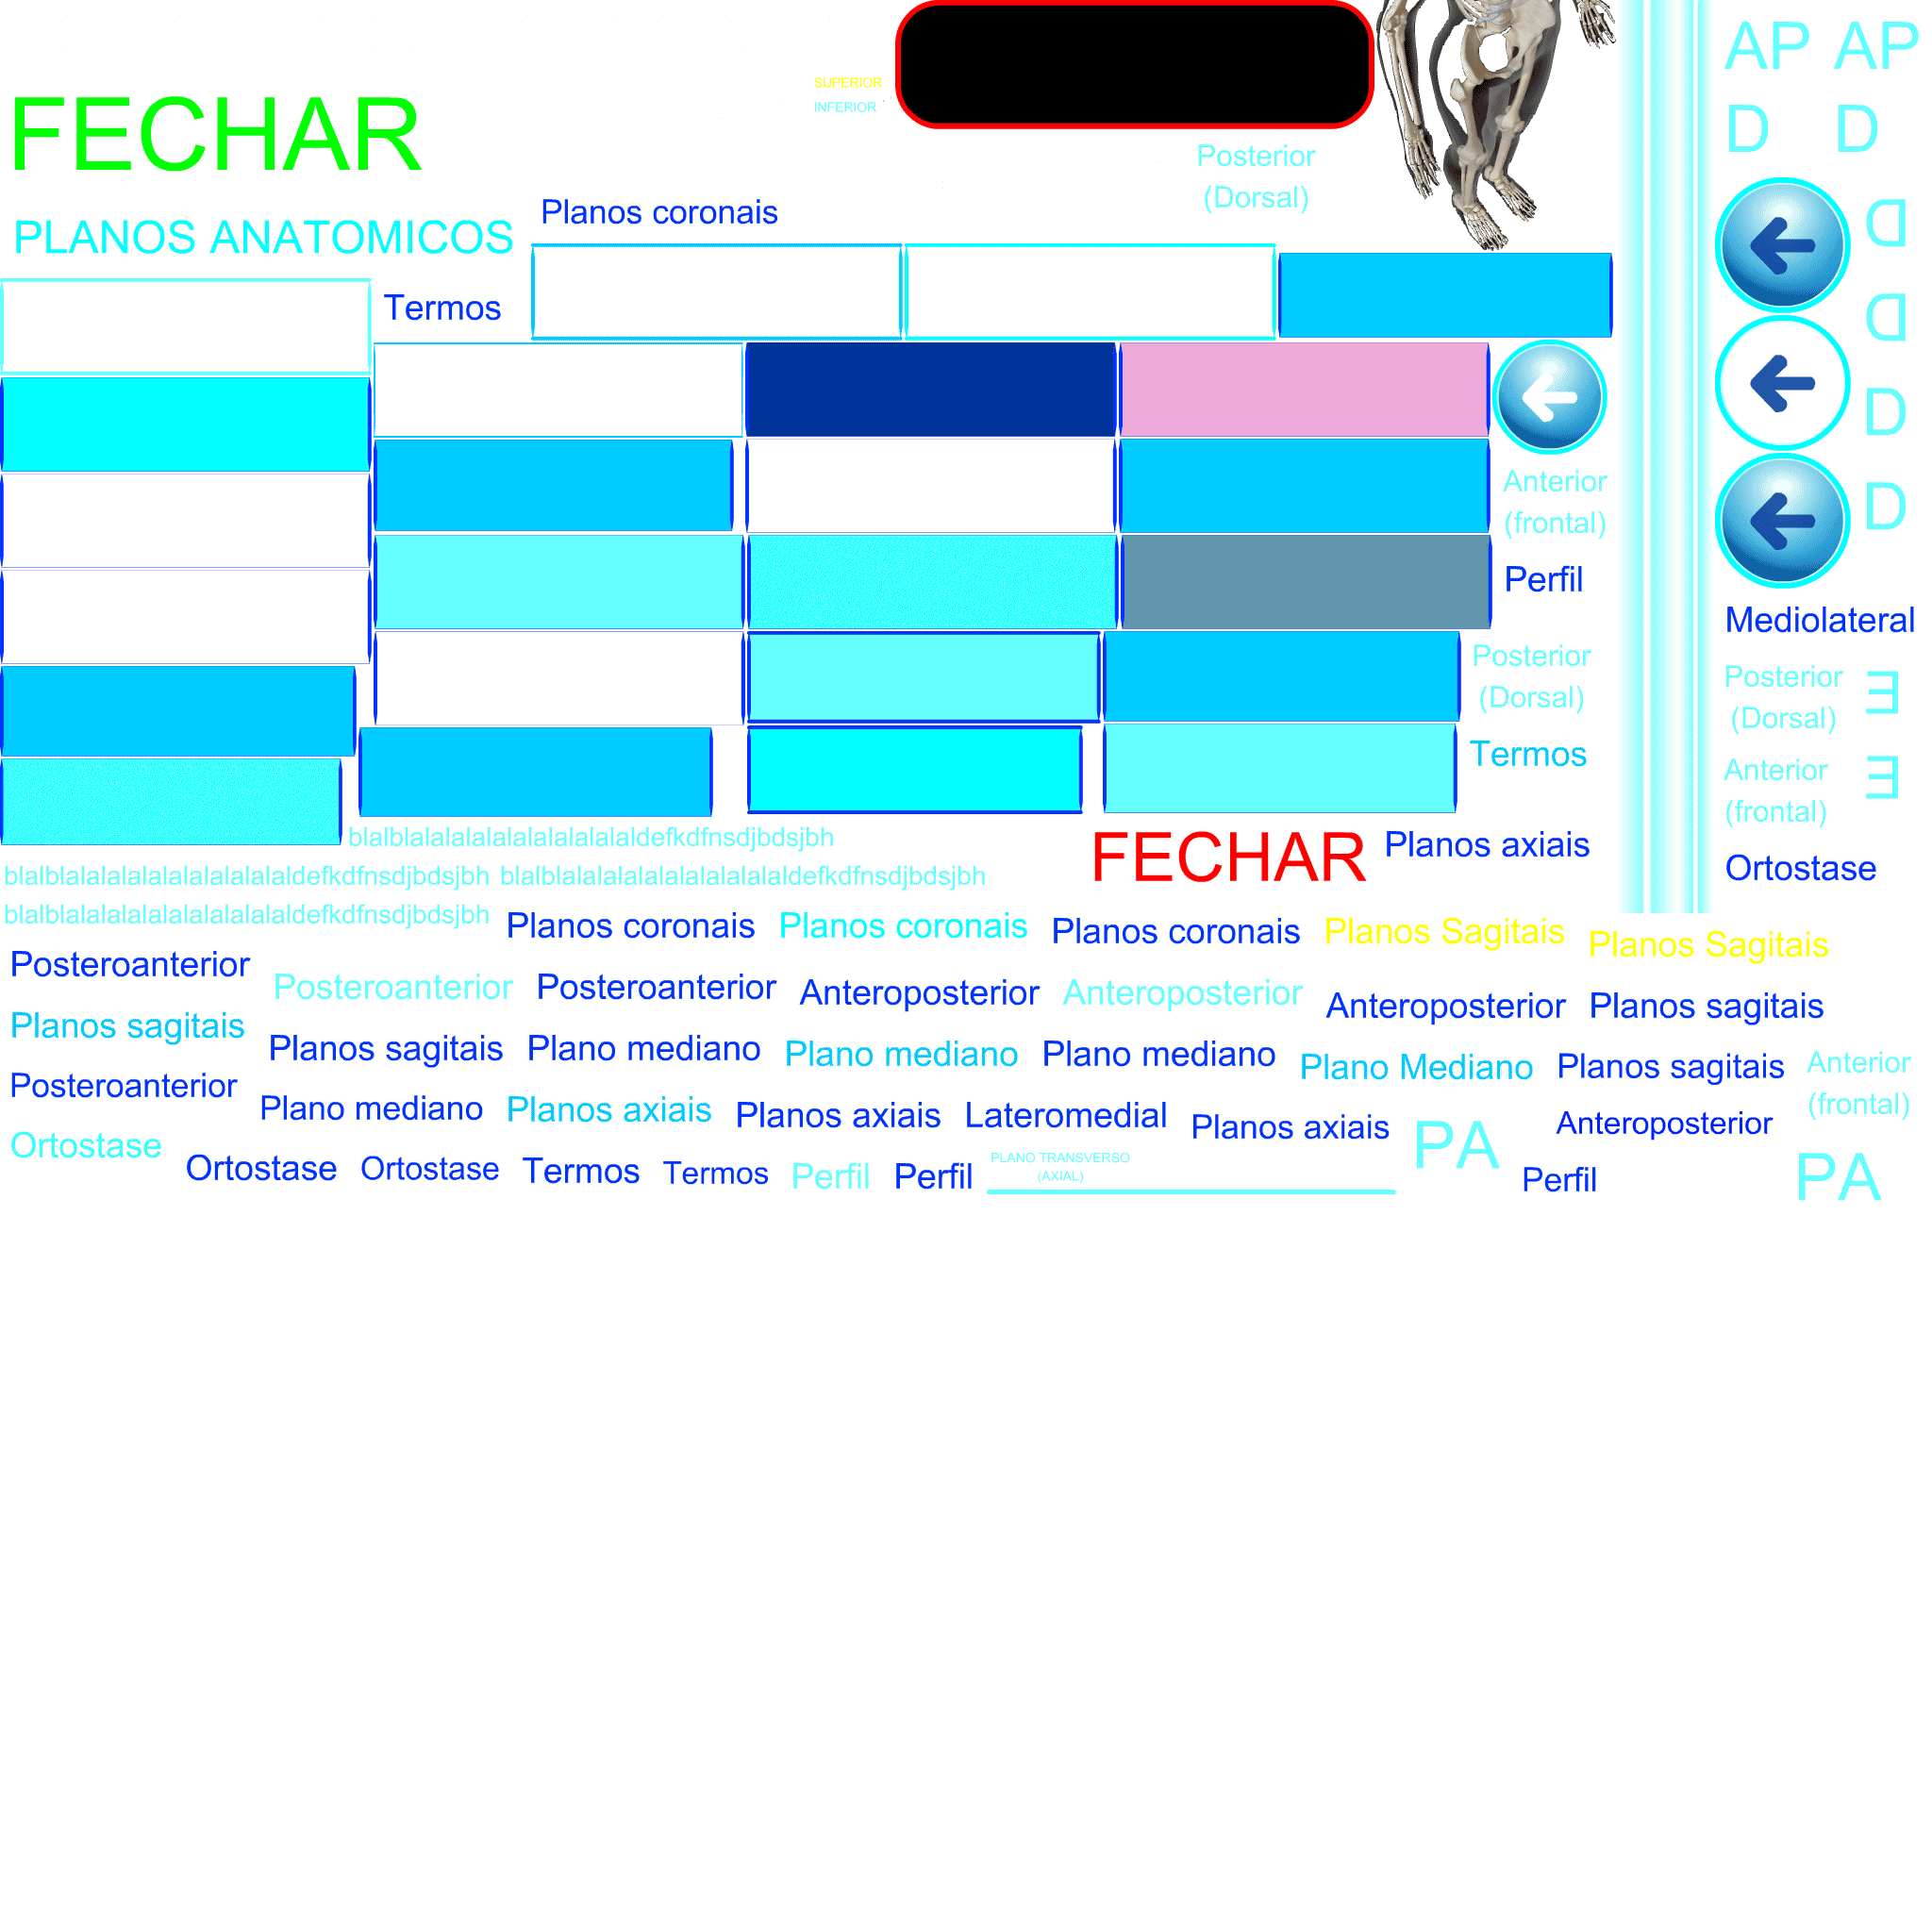 AP AP
SUPERIOR
INFERIOR
FECHAR
D D
Posterior
(Dorsal)
Planos coronais
PLANOS ANATOMICOS
D
Termos
D
D
Anterior
(frontal)
D
Perfil
Mediolateral
Posterior
(Dorsal)
Posterior
(Dorsal)
E
Termos
Anterior
(frontal)
E
blalblalalalalalalalalalaldefkdfnsdjbdsjbh
FECHAR
Planos axiais
Ortostase
blalblalalalalalalalalalaldefkdfnsdjbdsjbh blalblalalalalalalalalalaldefkdfnsdjbdsjbh
blalblalalalalalalalalalaldefkdfnsdjbdsjbh
Planos coronais Planos coronais Planos coronais Planos Sagitais Planos Sagitais
Posteroanterior Posteroanterior Posteroanterior Anteroposterior Anteroposterior Anteroposterior Planos sagitais
Planos sagitais Planos sagitais Plano mediano Plano mediano Plano mediano Plano Mediano Planos sagitais
Anterior
(frontal)
Posteroanterior Plano mediano Planos axiais Planos axiais Lateromedial Planos axiais PA Anteroposterior
Ortostase Ortostase Ortostase Termos Termos Perfil Perfil
PLANO TRANSVERSO
(AXIAL)
Perfil
PA